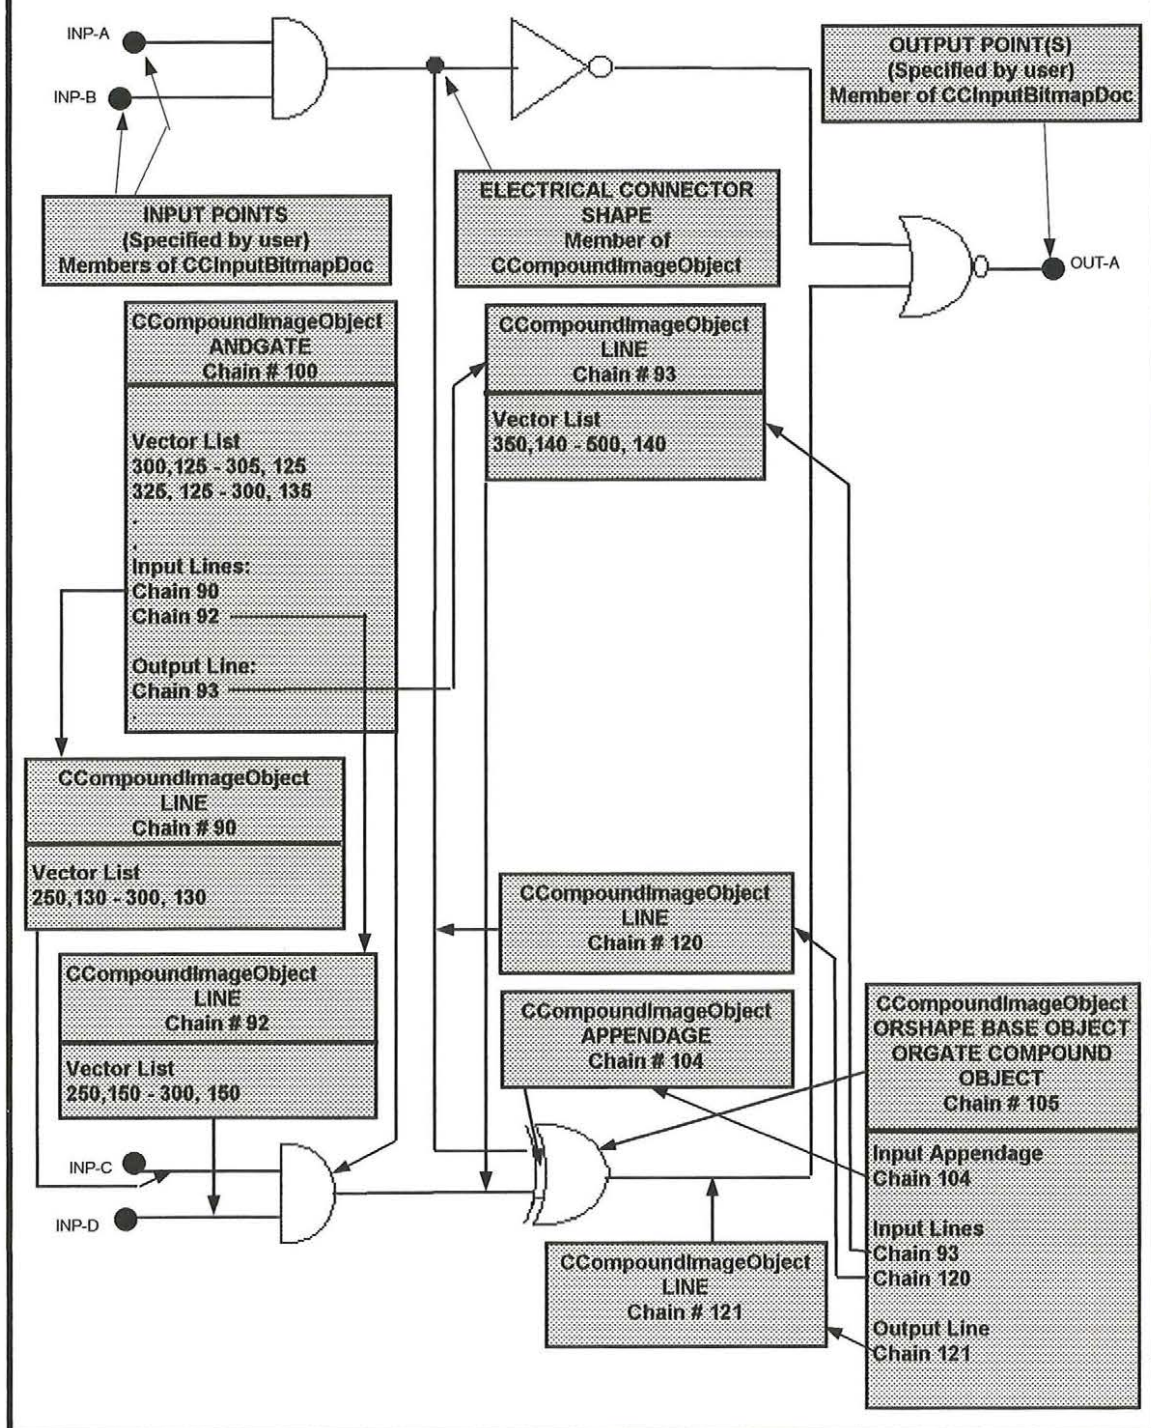 INP-A
INP-B
OUTPUT POINT(S)
(Specified by user)
Member of CCInputBitmapDoc
INPUT POINTS
(Specified by user)
Members of CCInputBitmapDoc
ELECTRICAL CONNECTOR
SHAPE
Member of
CCompoundImageObject
OUT-A
CCompoundImageObject
ANDGATE
Chain # 100
Vector List
300,125 - 305, 125
325, 125 - 300, 135
.
.
Input Lines:
Chain 90
Chain 92
Output Line:
Chain 93
.
CCompoundImageObject
LINE
Chain # 93
Vector List
350,140 - 500, 140
CCompoundImageObject
LINE
Chain # 90
Vector List
250,130 - 300, 130
CCompoundImageObject
LINE
Chain # 92
Vector List
250,150 - 300, 150
CCompoundImageObject
LINE
Chain # 120
CCompoundImageObject
APPENDAGE
Chain # 104
CCompoundImageObject
ORSHAPE BASE OBJECT
ORGATE COMPOUND
OBJECT
Chain # 105
Input Appendage
Chain 104
Input Lines
Chain 93
Chain 120
Output Line
Chain 121
INP-C
INP-D
CCompoundImageObject
LINE
Chain # 121